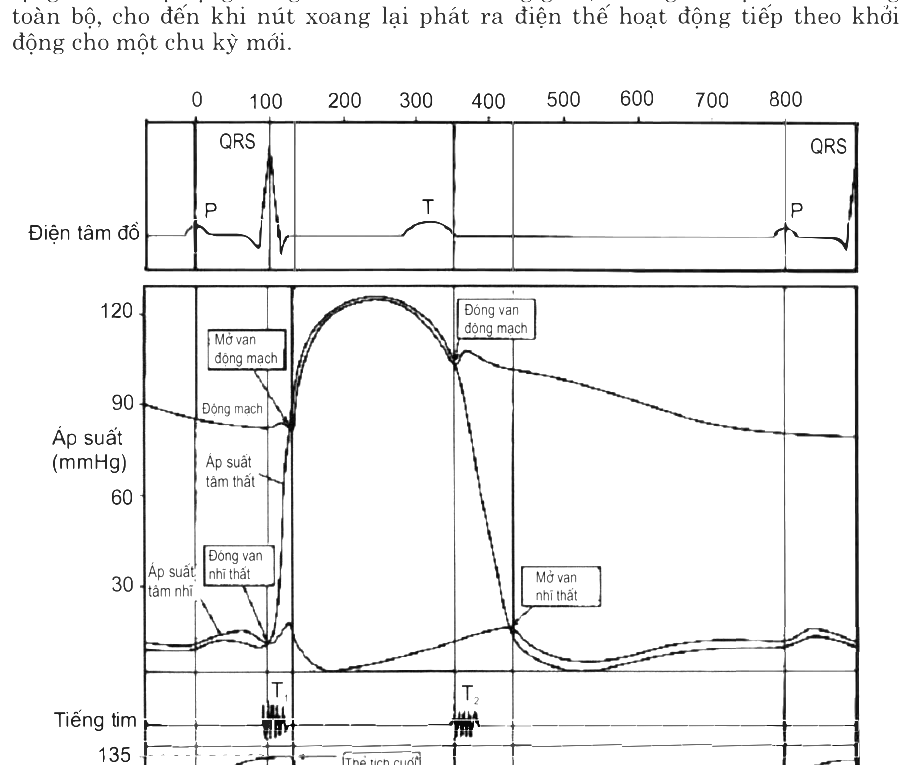 toàn bộ, cho đến khi nút xoang lại phát ra điện thế hoạt động tiếp theo khởi
động cho một chu kỳ mới.
0 100 200 300 400 500 600 700 800
QRS
QRS
P
T
P
Điện tâm đồ
120
Đóng van
động mạch
Mở van
động mạch
90
Động mạch
Áp suất
(mmHg)
Áp suất
tâm thất
60
Đóng van
nhĩ thất
Áp suất
tâm nhĩ
30
Mở van
nhĩ thất
T1
T2
Tiếng tim
135
Thể tích cuối